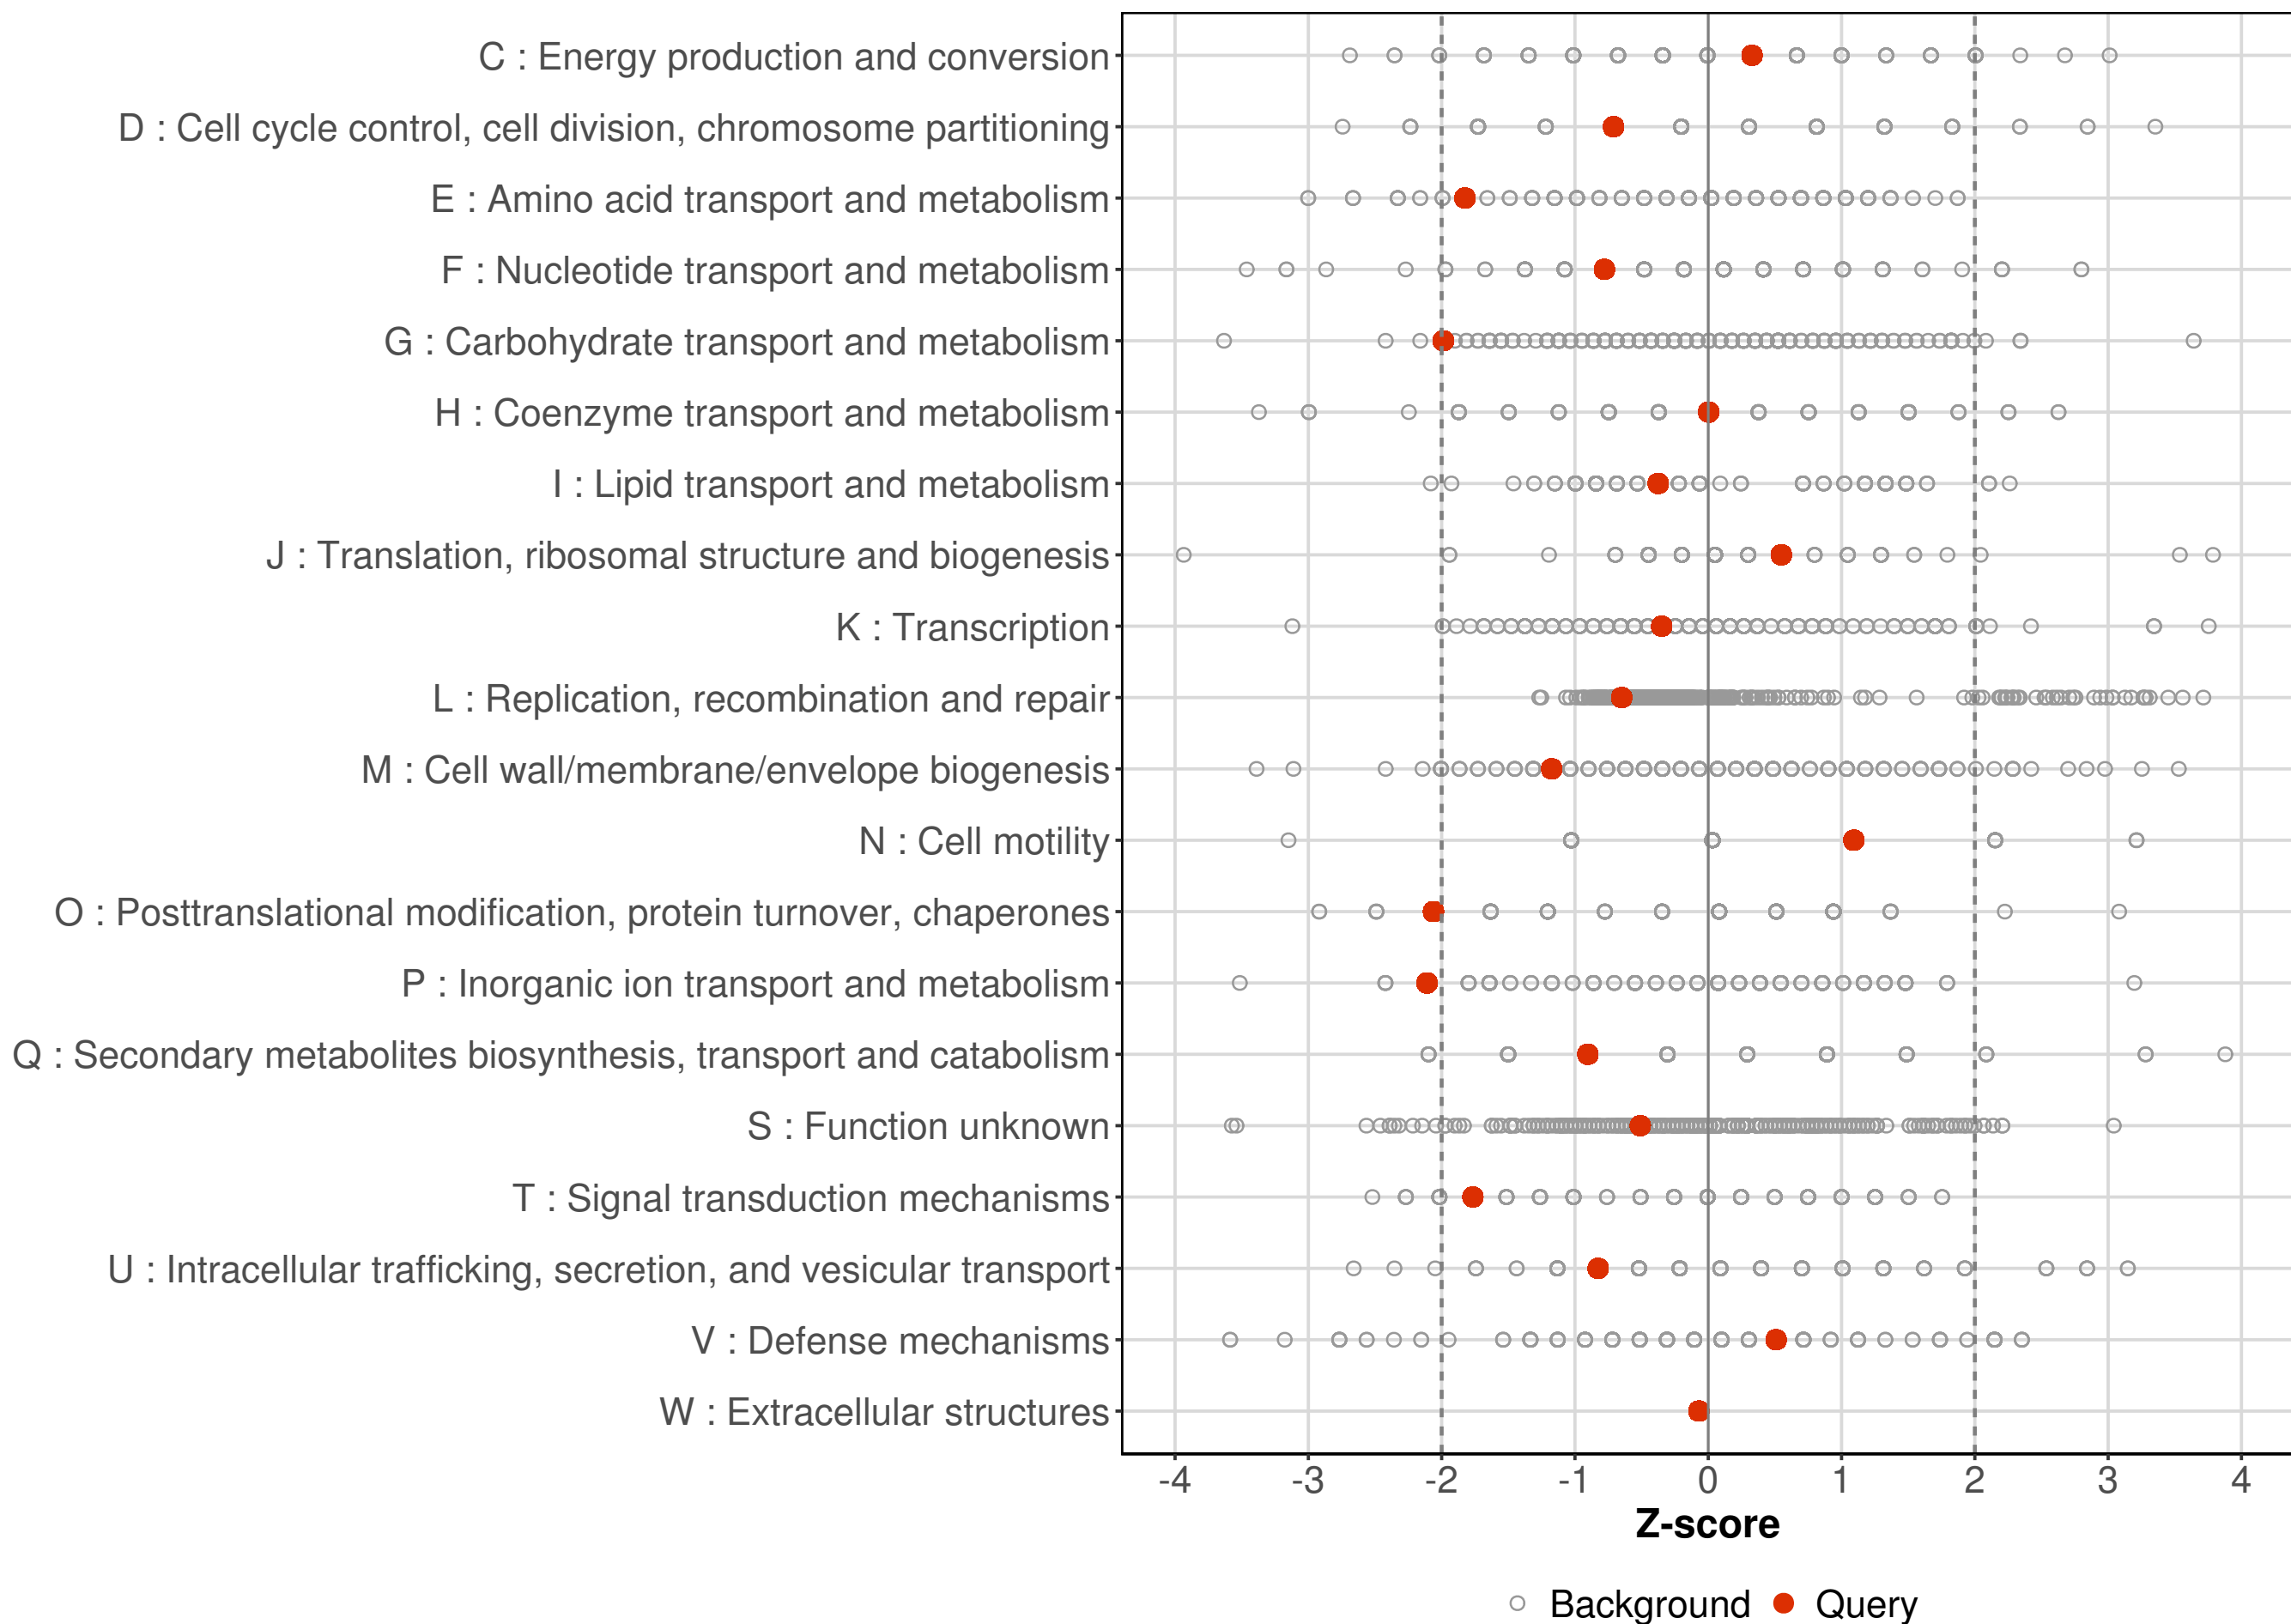 C : Energy production and conversion
D : Cell cycle control, cell division, chromosome partitioning
E : Amino acid transport and metabolism
F : Nucleotide transport and metabolism
G : Carbohydrate transport and metabolism
H : Coenzyme transport and metabolism
I : Lipid transport and metabolism
J : Translation, ribosomal structure and biogenesis
K : Transcription
L : Replication, recombination and repair
M : Cell wall/membrane/envelope biogenesis
N : Cell motility
O : Posttranslational modification, protein turnover, chaperones
P : Inorganic ion transport and metabolism
Q : Secondary metabolites biosynthesis, transport and catabolism
S : Function unknown
T : Signal transduction mechanisms
U : Intracellular trafficking, secretion, and vesicular transport
V : Defense mechanisms
W : Extracellular structures
-4 -3 -2 -1 0 1 2 3 4
Z-score
Background Query